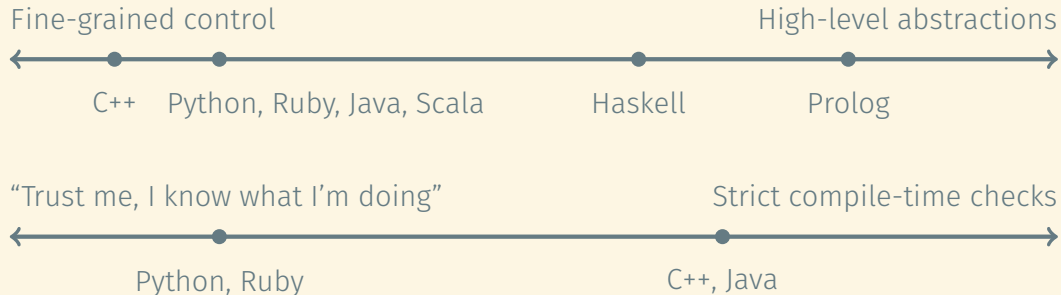 Fine-grained control High-level abstractions
C++ Python, Ruby, Java, Scala Haskell Prolog
“Trust me, I know what I’m doing” Strict compile-time checks
Python, Ruby C++, Java